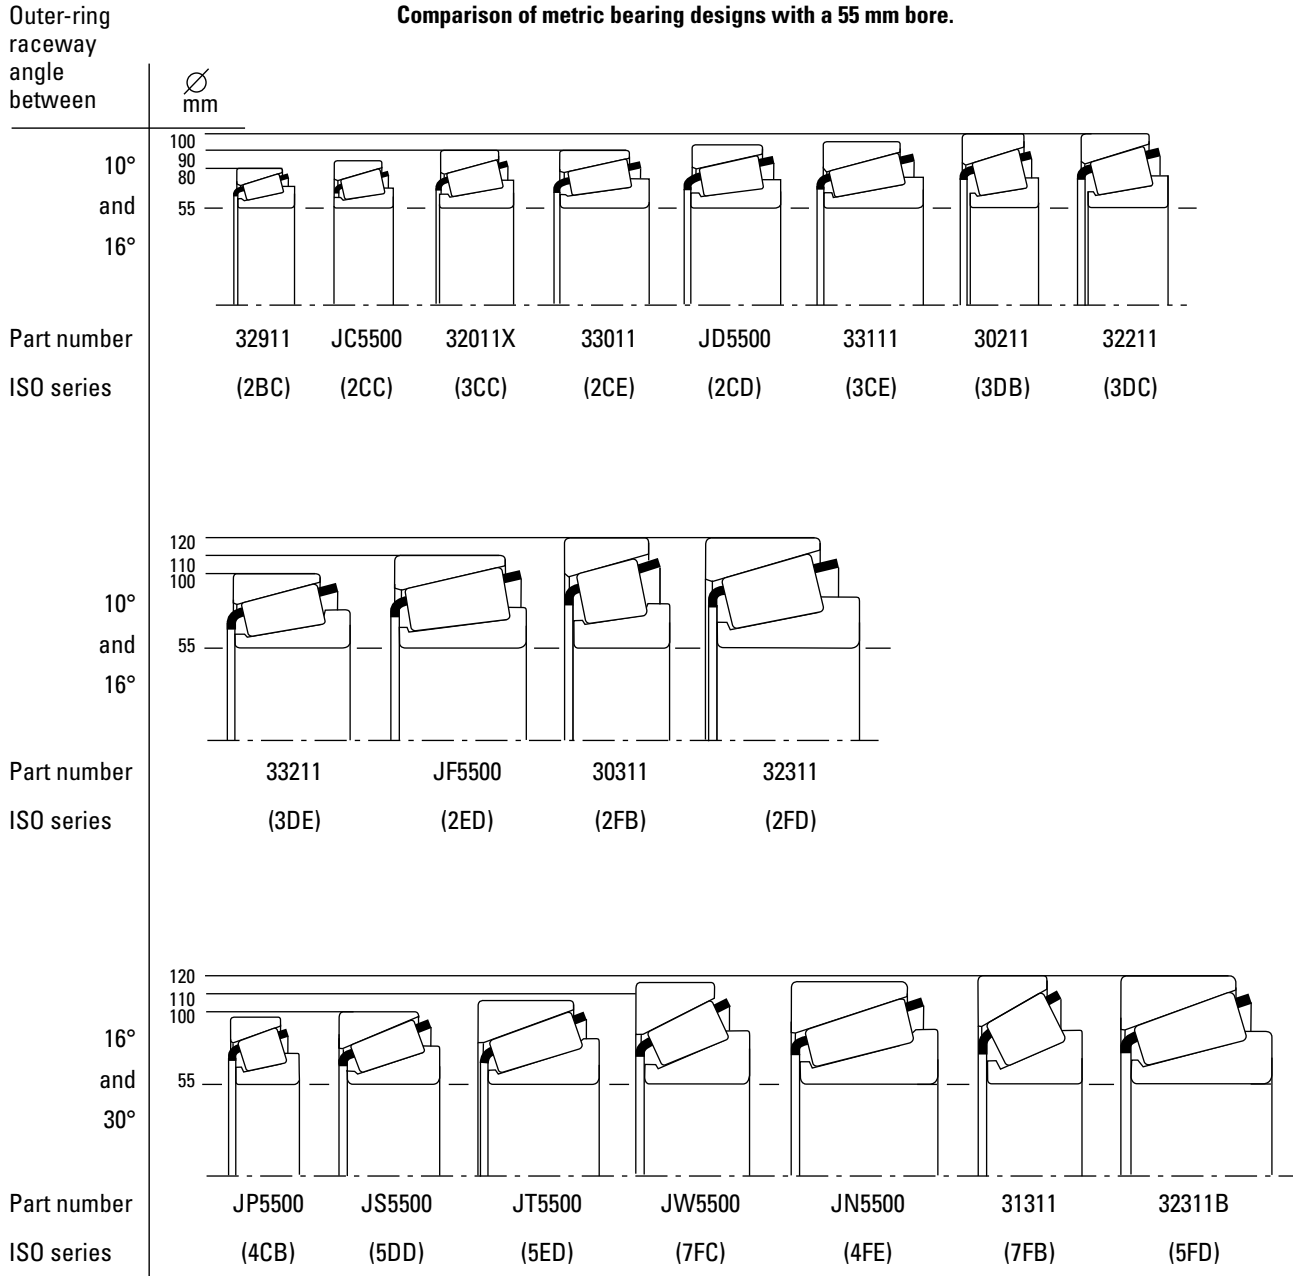 Comparison of metric bearing designs with a 55 mm bore.
Outer-ring
raceway
angle
between
Ø
mm
100
90
80
55
10°
and
16°
Part number 32911 JC5500 32011X 33011 JD5500 33111 30211 32211
ISO series (2BC) (2CC) (3CC) (2CE) (2CD) (3CE) (3DB) (3DC)
120
110
100
55
10°
and
16°
Part number 33211 JF5500 30311 32311
ISO series (3DE) (2ED) (2FB) (2FD)
120
110
100
55
16°
and
30°
Part number JP5500 JS5500 JT5500 JW5500 JN5500 31311 32311B
ISO series (4CB) (5DD) (5ED) (7FC) (4FE) (7FB) (5FD)